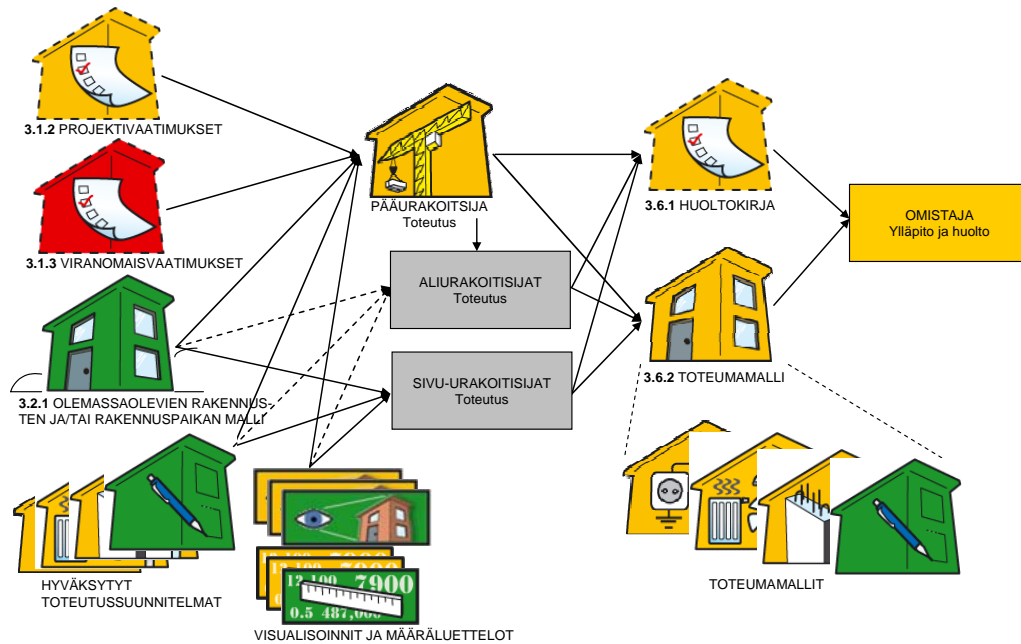 3.1.2 PROJEKTIVAATIMUKSET
3.1.3 VIRANOMAISVAATIMUKSET
3.2.1 OLEMASSAOLEVIEN RAKENNUS-
TEN JA/TAI RAKENNUSPAIKAN MALLI
HYVÄKSYTYT
TOTEUTUSSUUNNITELMAT
PÄÄURAKOITSIJA
Toteutus
ALIURAKOITISIJAT
Toteutus
SIVU-URAKOITISIJAT
Toteutus
12,100 7900
0.5 487,000
VISUALISOINNIT JA MÄÄRÄLUETTELOT
3.6.1 HUOLTOKIRJA
3.6.2 TOTEUMAMALLI
TOTEUMAMALLIT
OMISTAJA
Ylläpito ja huolto